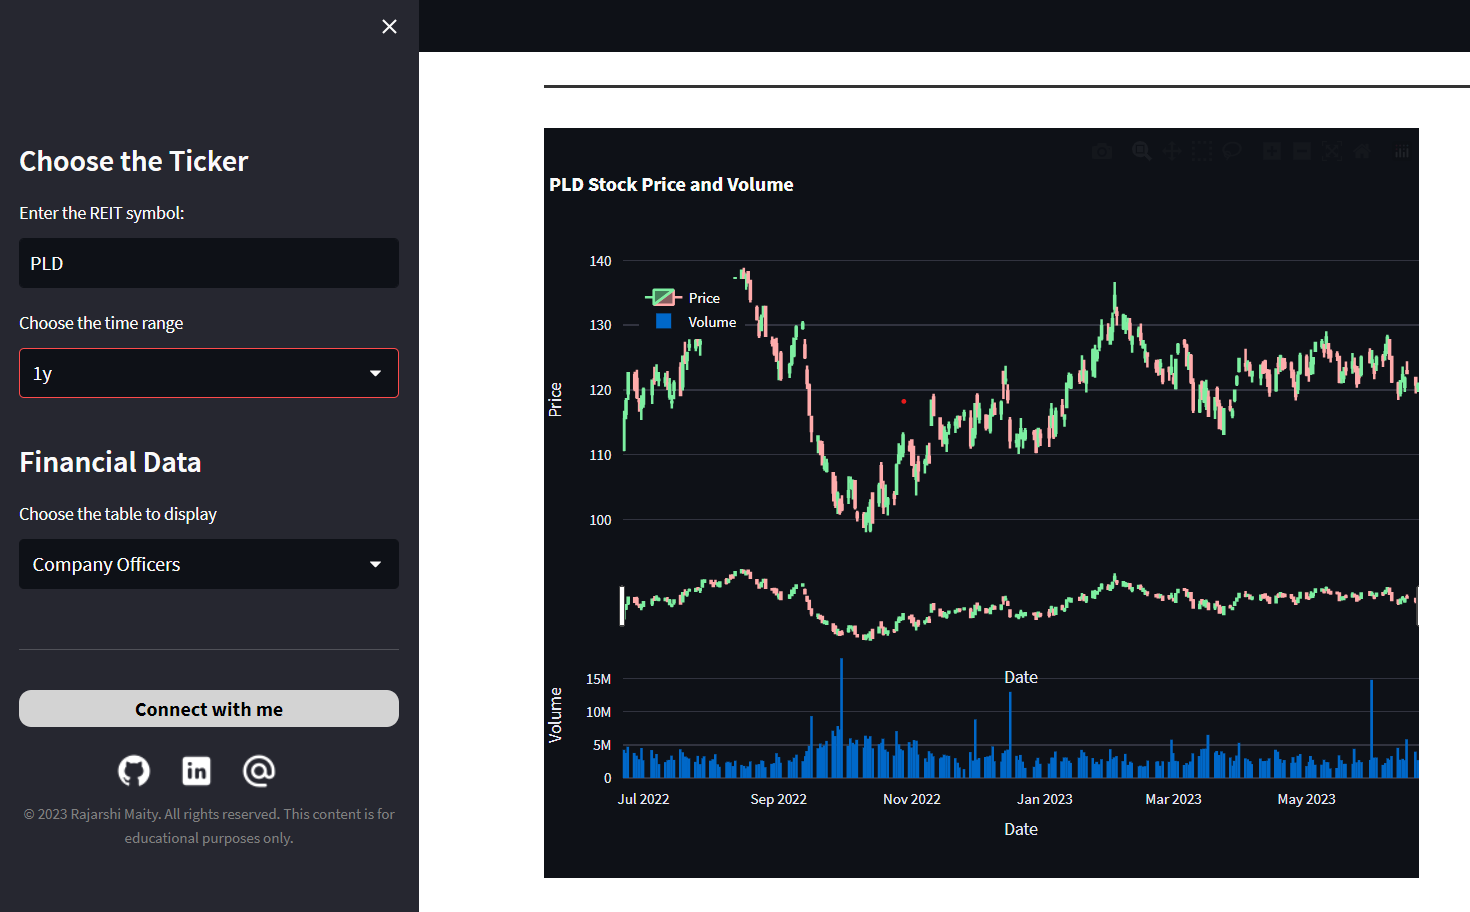 Choose the Ticker
Enter the REIT symbol:
PLD
Choose the time range
1y
Financial Data
Choose the table to display
Company Officers
Connect with me
© 2023 Rajarshi Maity. All rights reserved. This content is for
educational purposes only.
PLD Stock Price and Volume
Price
Volume
140
130
120
110
100
Price
Date
15M
10M
5M
0
Volume
Jul 2022
Sep 2022
Nov 2022
Jan 2023
Mar 2023
May 2023
Date